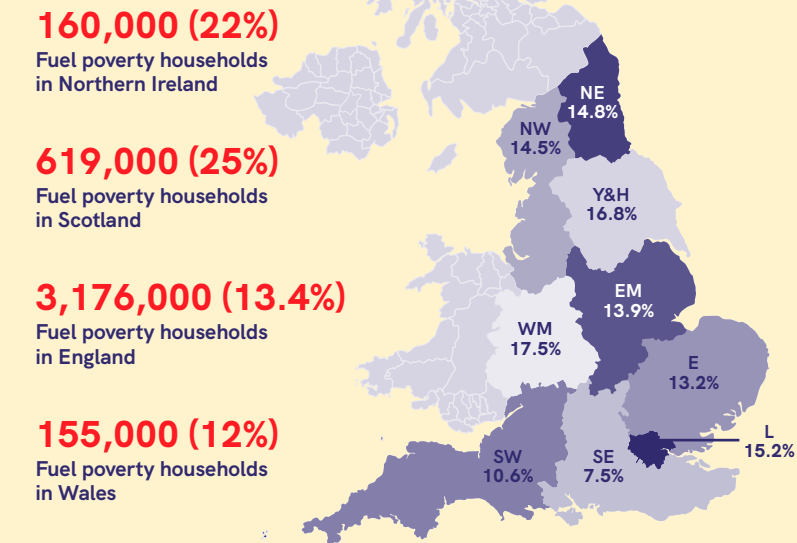 160,000 (22%)
Fuel poverty households
in Northern Ireland
619,000 (25%)
Fuel poverty households
in Scotland
3,176,000 (13.4%)
Fuel poverty households
in England
155,000 (12%)
Fuel poverty households
in Wales
NE
14.8%
NW
14.5%
Y&H
16.8%
EM
13.9%
WM
17.5%
E
13.2%
L
15.2%
SW
10.6%
SE
7.5%